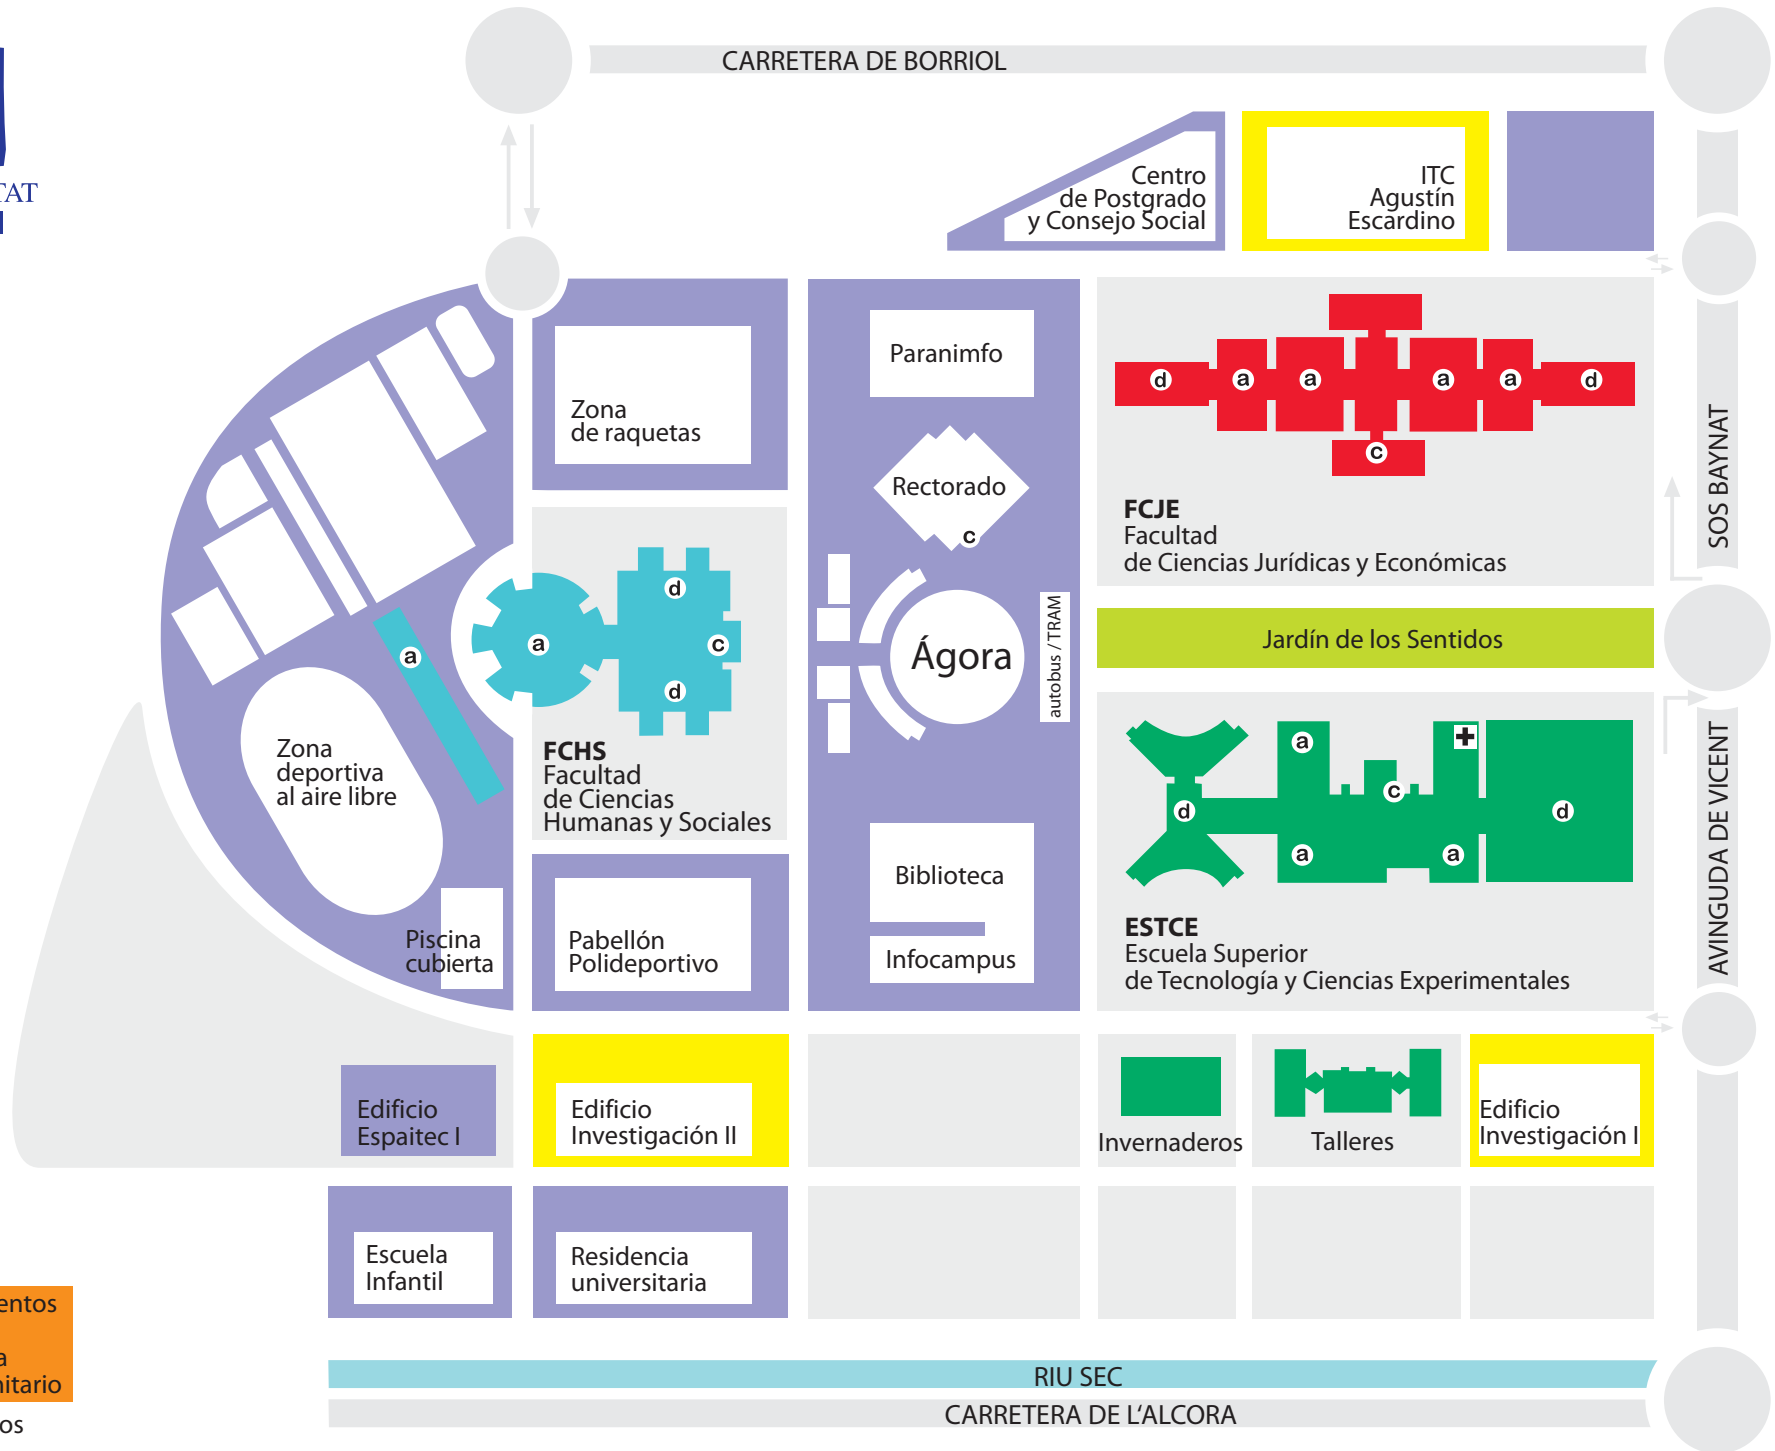 CARRETERA DE BORRIOL
TAT
Centro
de Postgrado
y Consejo Social
ITC
Agustín
Escardino
Paranimfo
d
a
a
a
a
d
c
Zona
de raquetas
Rectorado
c
FCJE
Facultad
de Ciencias Jurídicas y Económicas
SOS BAYNAT
d
a
a
c
d
Ágora
autobus / TRAM
Jardín de los Sentidos
FCHS
Facultad
de Ciencias
Humanas y Sociales
Zona
deportiva
al aire libre
a
c
d
d
a
a
AVINGUDA DE VICENT
Biblioteca
Infocampus
ESTCE
Escuela Superior
de Tecnología y Ciencias Experimentales
Piscina
cubierta
Pabellón
Polideportivo
Edificio
Espaitec I
Edificio
Investigación II
Invernaderos
Talleres
Edificio
Investigación I
Escuela
Infantil
Residencia
universitaria
entos
a
nitario
os
RIU SEC
CARRETERA DE L'ALCORA